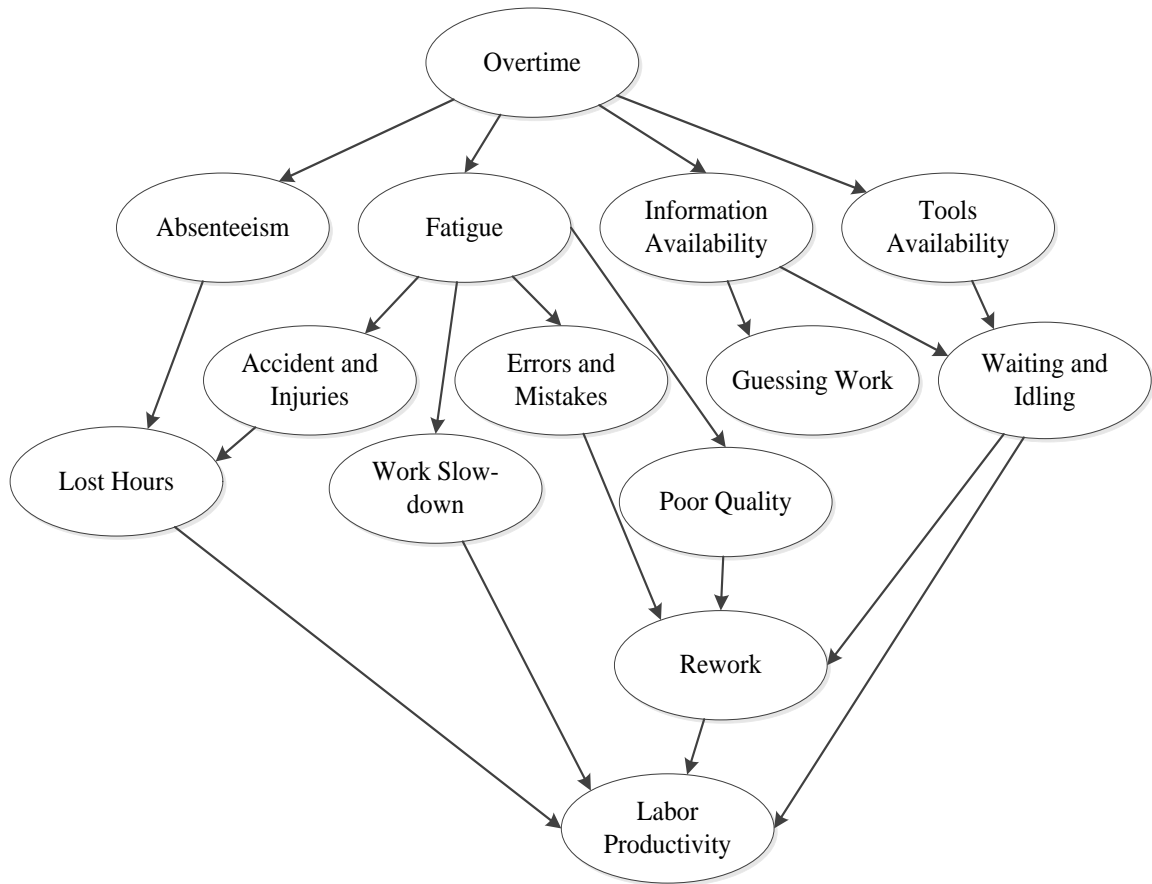 Overtime
Absenteeism
Fatigue
Information
Availability
Tools
Availability
Accident and
Injuries
Errors and
Mistakes
Guessing Work
Waiting and
Idling
Lost Hours
Work Slow-
down
Poor Quality
Rework
Labor
Productivity